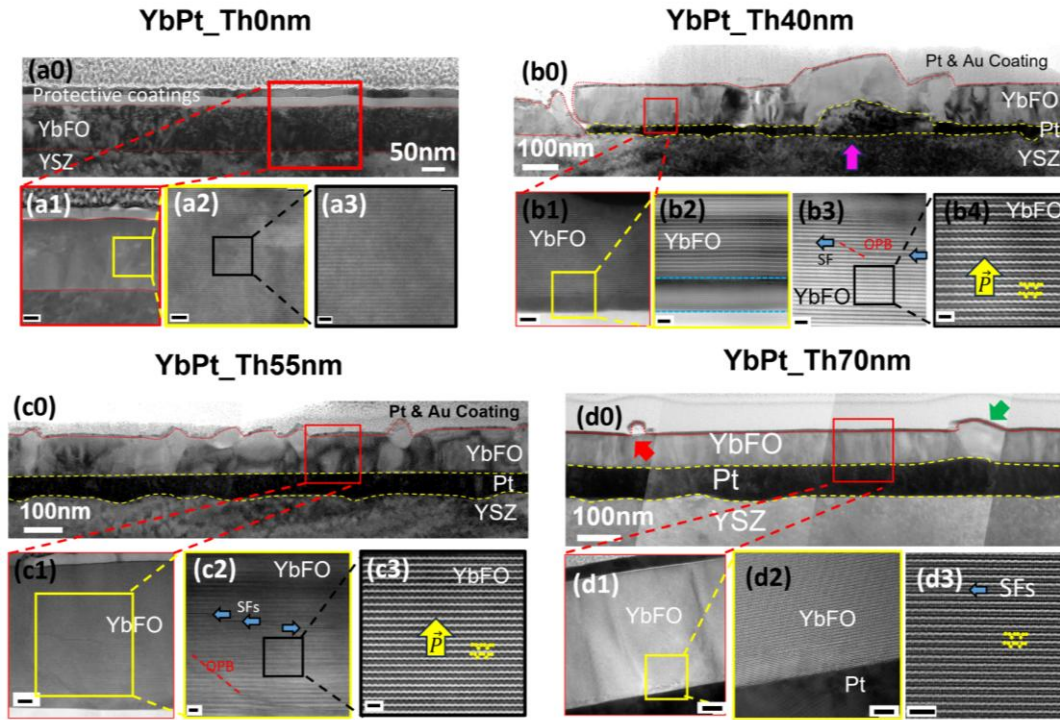 YbPt_Th0nm
(a0)
Protective coatings
YbFO
YSZ
50nm
(a1)
(a2)
(a3)
YbPt_Th40nm
(b0)
Pt & Au Coating
YbFO
Pt
YSZ
100nm
(b1)
YbFO
(b2)
YbFO
(b3)
OPB
SF
YbFO
(b4)
YbFO
P
YbPt_Th55nm
(c0)
Pt & Au Coating
YbFO
Pt
YSZ
100nm
(c1)
YbFO
(c2)
YbFO
SFs
OPB
(c3)
YbFO
P
YbPt_Th70nm
(d0)
YbFO
Pt
YSZ
100nm
(d1)
YbFO
(d2)
YbFO
Pt
(d3)
SFs